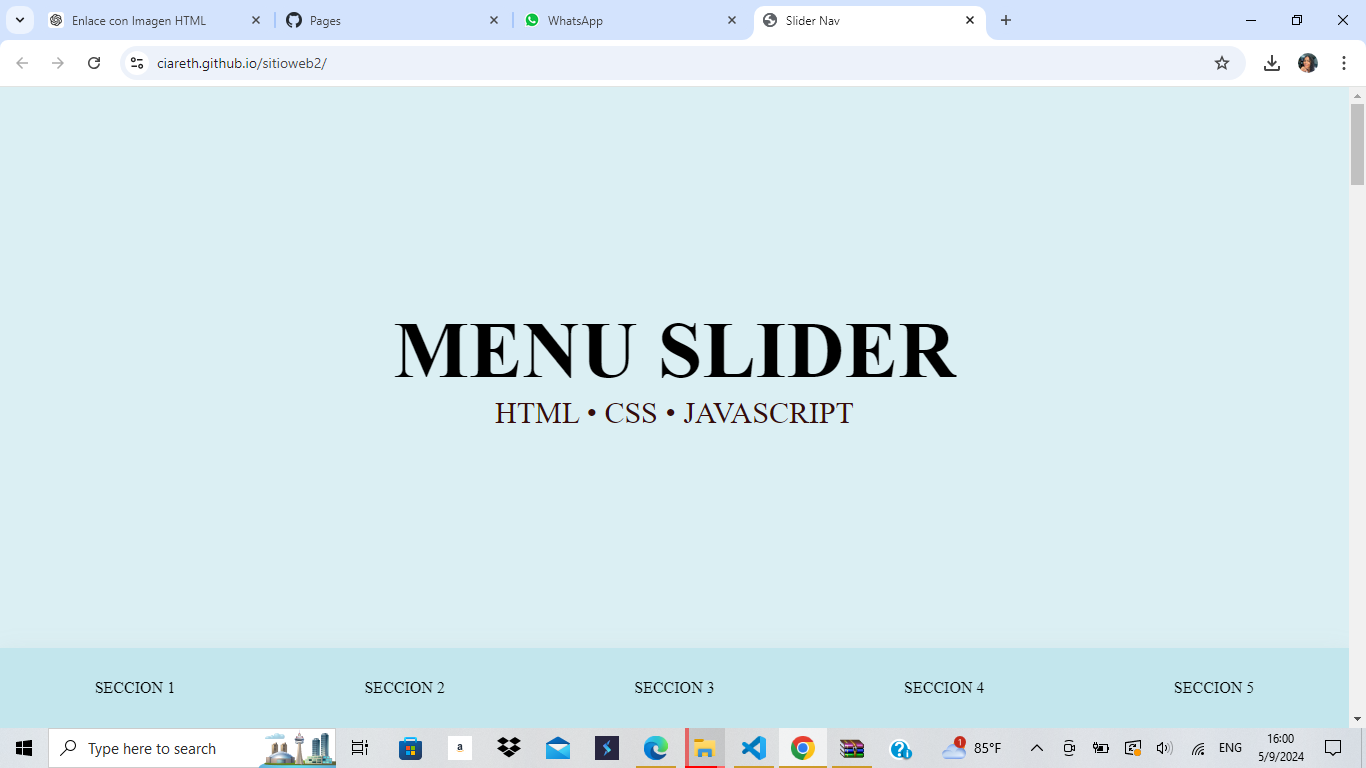 Enlace con Imagen HTML
Pages
WhatsApp
Slider Nav
ciareth.github.io/sitioweb2/
MENU SLIDER
HTML • CSS • JAVASCRIPT
SECCION 1
SECCION 2
SECCION 3
SECCION 4
SECCION 5
Type here to search
a
1
85°F
ENG
16:00
5/9/2024